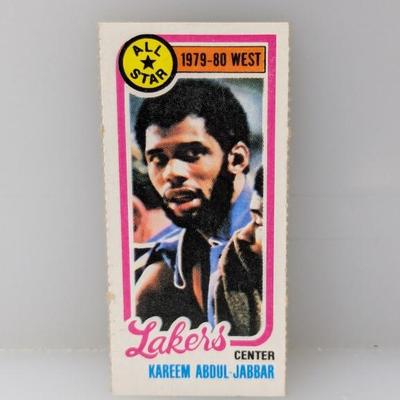 ALL
STAR
1979-80 WEST
Lakers
CENTER
KAREEM ABDUL-JABBAR